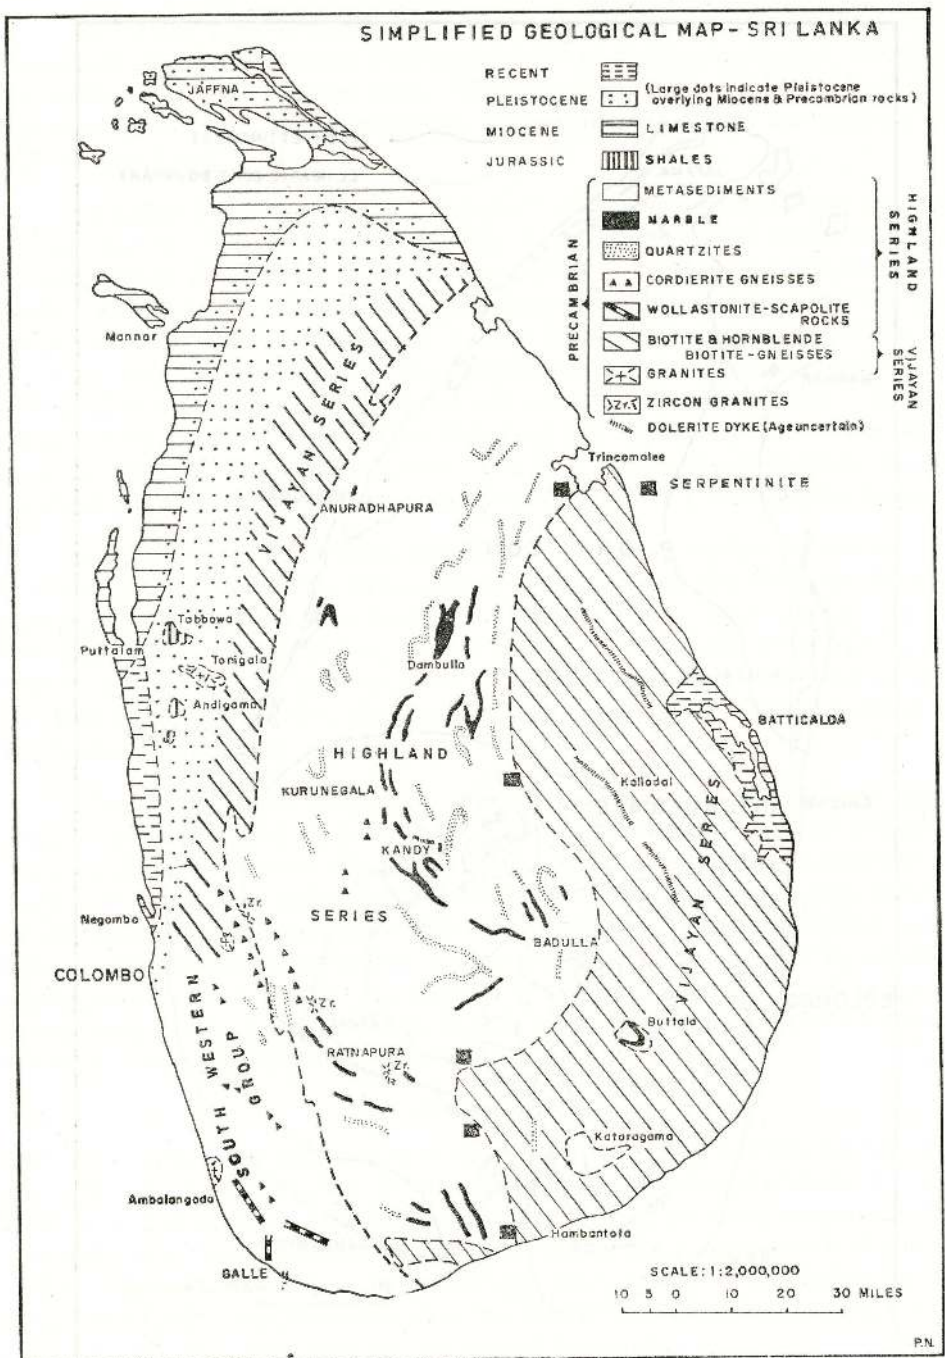 SIMPLIFIED GEOLOGICAL MAP - SRI LANKA
RECENT
PLEISTOCENE (Large dots indicate Pleistocene
overlying Miocene & Precambrian rocks)
MIOCENE LIMESTONE
JURASSIC SHALES
PRECAMBRIAN
METASEDIMENTS
MARBLE
QUARTZITES
CORDIERITE GNEISSES
WOLLASTONITE-SCAPOLITE
ROCKS
BIOTITE & HORNBLENDE
BIOTITE-GNEISSES
GRANITES
Zr. ZIRCON GRANITES
DOLERITE DYKE (Age uncertain)
HIGHLAND
SERIES
VIJAYAN
SERIES
SERPENTINITE
JAFFNA
Mannar
VIJAYAN SERIES
Trincomalee
ANURADHAPURA
Tabbowa
Puttalam
Tonigala
Dambulla
Andigama
BATTICALOA
HIGHLAND
KURUNEGALA
Kallodai
KANDY
Zr.
SERIES
Negombo
BADULLA
VIJAYAN SERIES
COLOMBO
Zr.
Buttala
SOUTH WESTERN
GROUP
RATNAPURA
Zr.
Kataragama
Ambalangoda
Hambantota
GALLE
SCALE: 1:2,000,000
10 5 0 10 20 30 MILES
P.N.